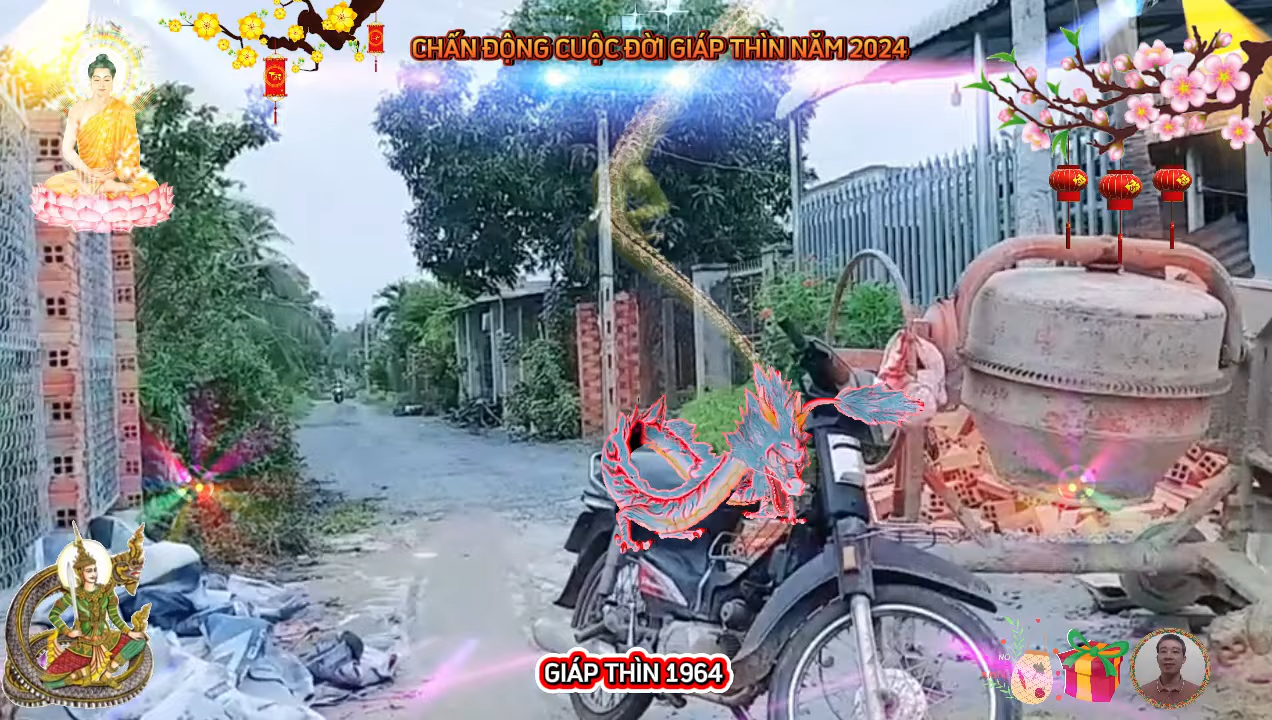 CHẤN ĐỘNG CUỘC ĐỜI GIÁP THÌN NĂM 2024
GIÁP THÌN 1964